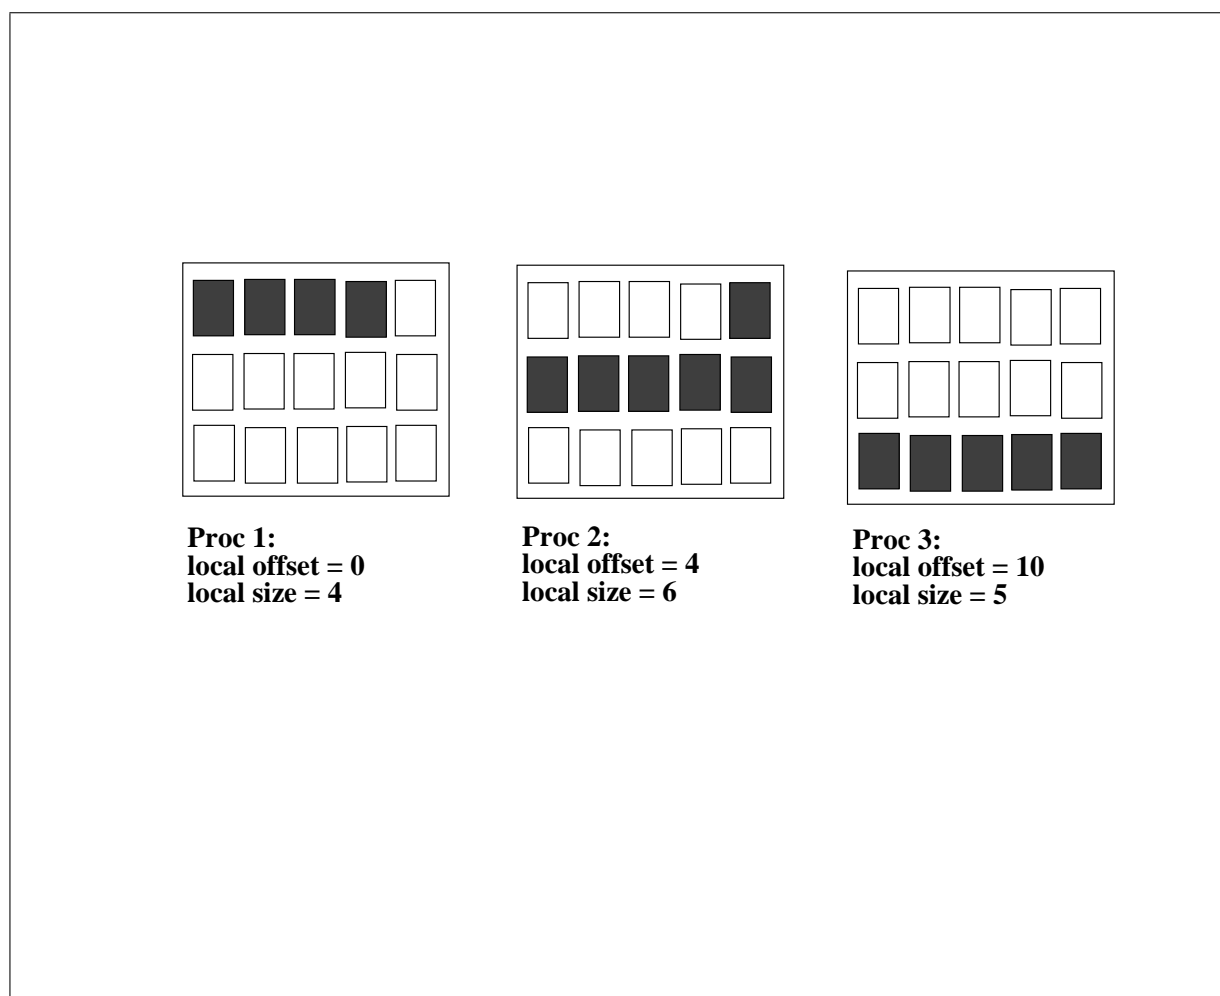 Proc 1:
local offset = 0
local size = 4
Proc 2:
local offset = 4
local size = 6
Proc 3:
local offset = 10
local size = 5